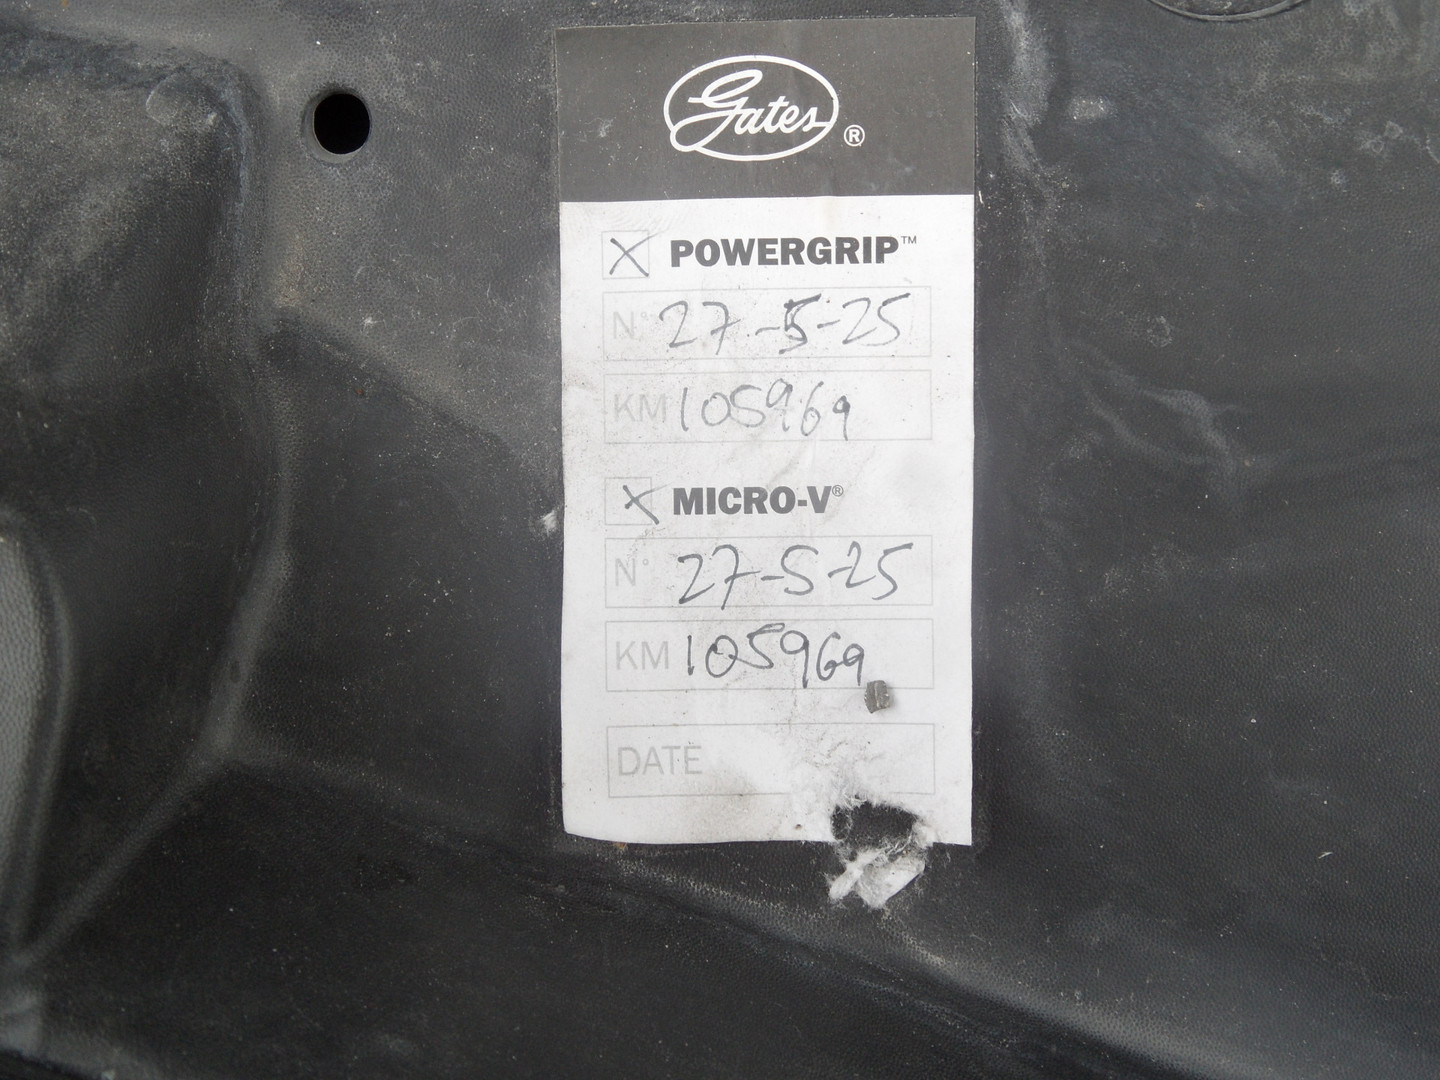 Gates®
☒ POWERGRIP™
N° 27-5-25
KM 105969
☒ MICRO-V®
N° 27-5-25
KM 105969
DATE